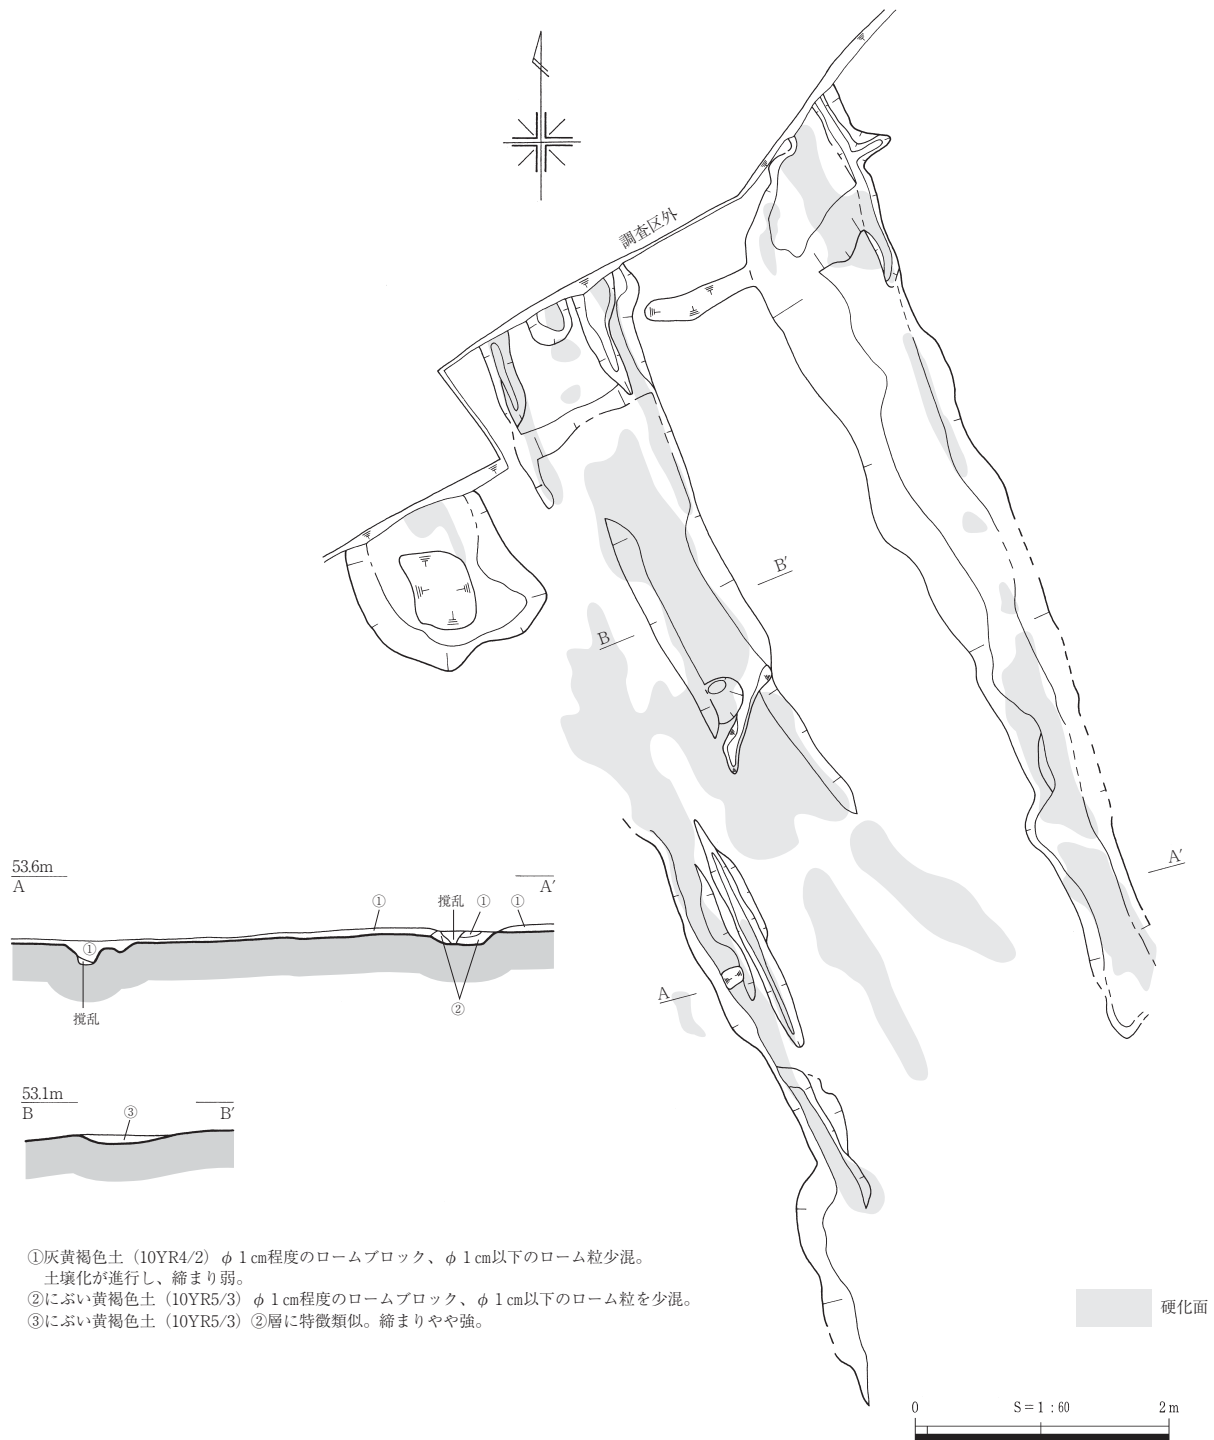 調査区外
B′
B
A′
A
53.6m
A
A′
①
撹乱
①
①
①
②
撹乱
53.1m
B
③
B′
①灰黄褐色土（10YR4/2）φ１㎝程度のロームブロック、φ１㎝以下のローム粒少混。
土壌化が進行し、締まり弱。
②にぶい黄褐色土（10YR5/3）φ１㎝程度のロームブロック、φ１㎝以下のローム粒を少混。
③にぶい黄褐色土（10YR5/3）②層に特徴類似。締まりやや強。
硬化面
0 S＝1：60 2m